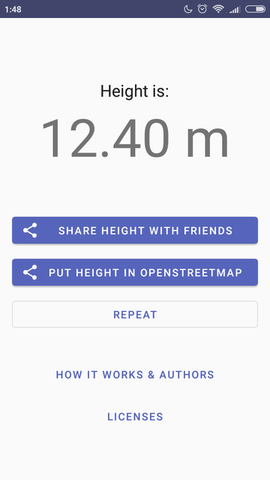 1:48
Height is:
12.40 m
SHARE HEIGHT WITH FRIENDS
PUT HEIGHT IN OPENSTREETMAP
REPEAT
HOW IT WORKS & AUTHORS
LICENSES